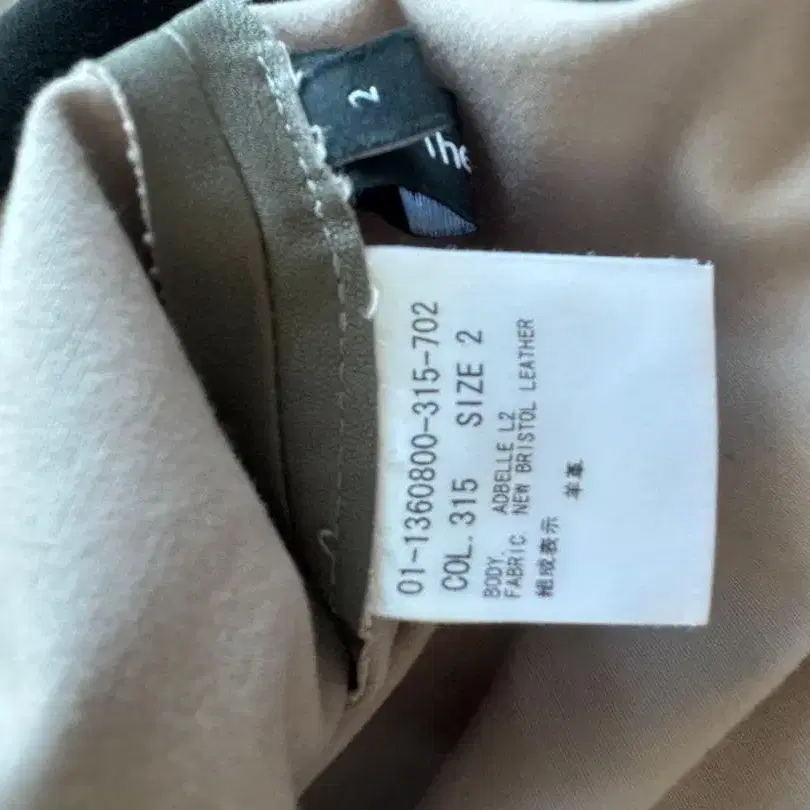 2
The
01-1360800-315-702
COL.315 SIZE 2
BODY. ADBELLE L2
FABRIC NEW BRISTOL LEATHER
組成表示 羊革